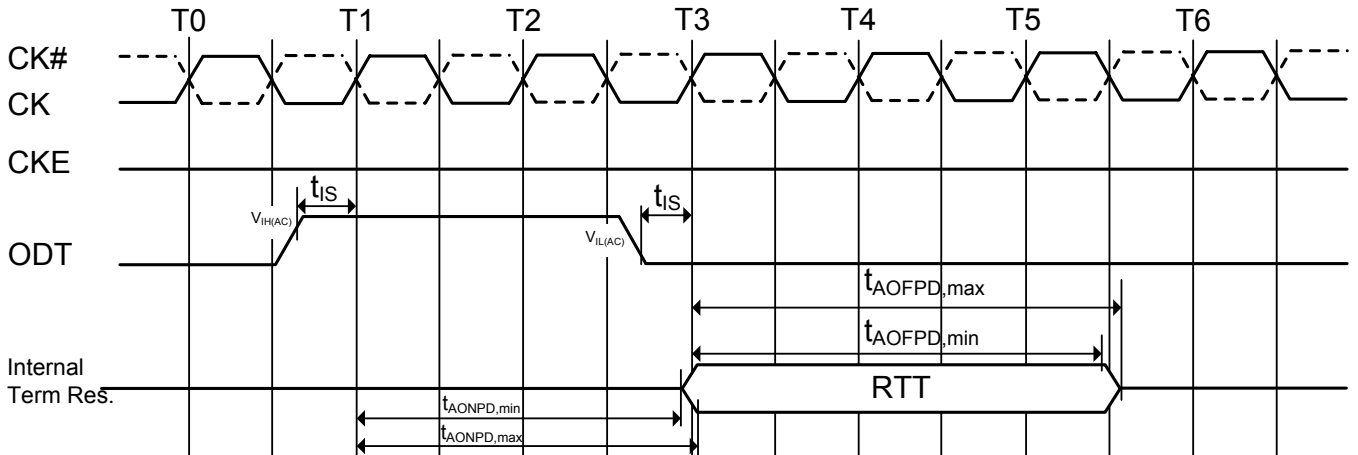 T0 T1 T2 T3 T4 T5 T6
CK#
CK
CKE
tIS
tIS
VIH(AC)
VIL(AC)
ODT
tAOFPD,max
tAOFPD,min
Internal
Term Res.
RTT
tAONPD,min
tAONPD,max